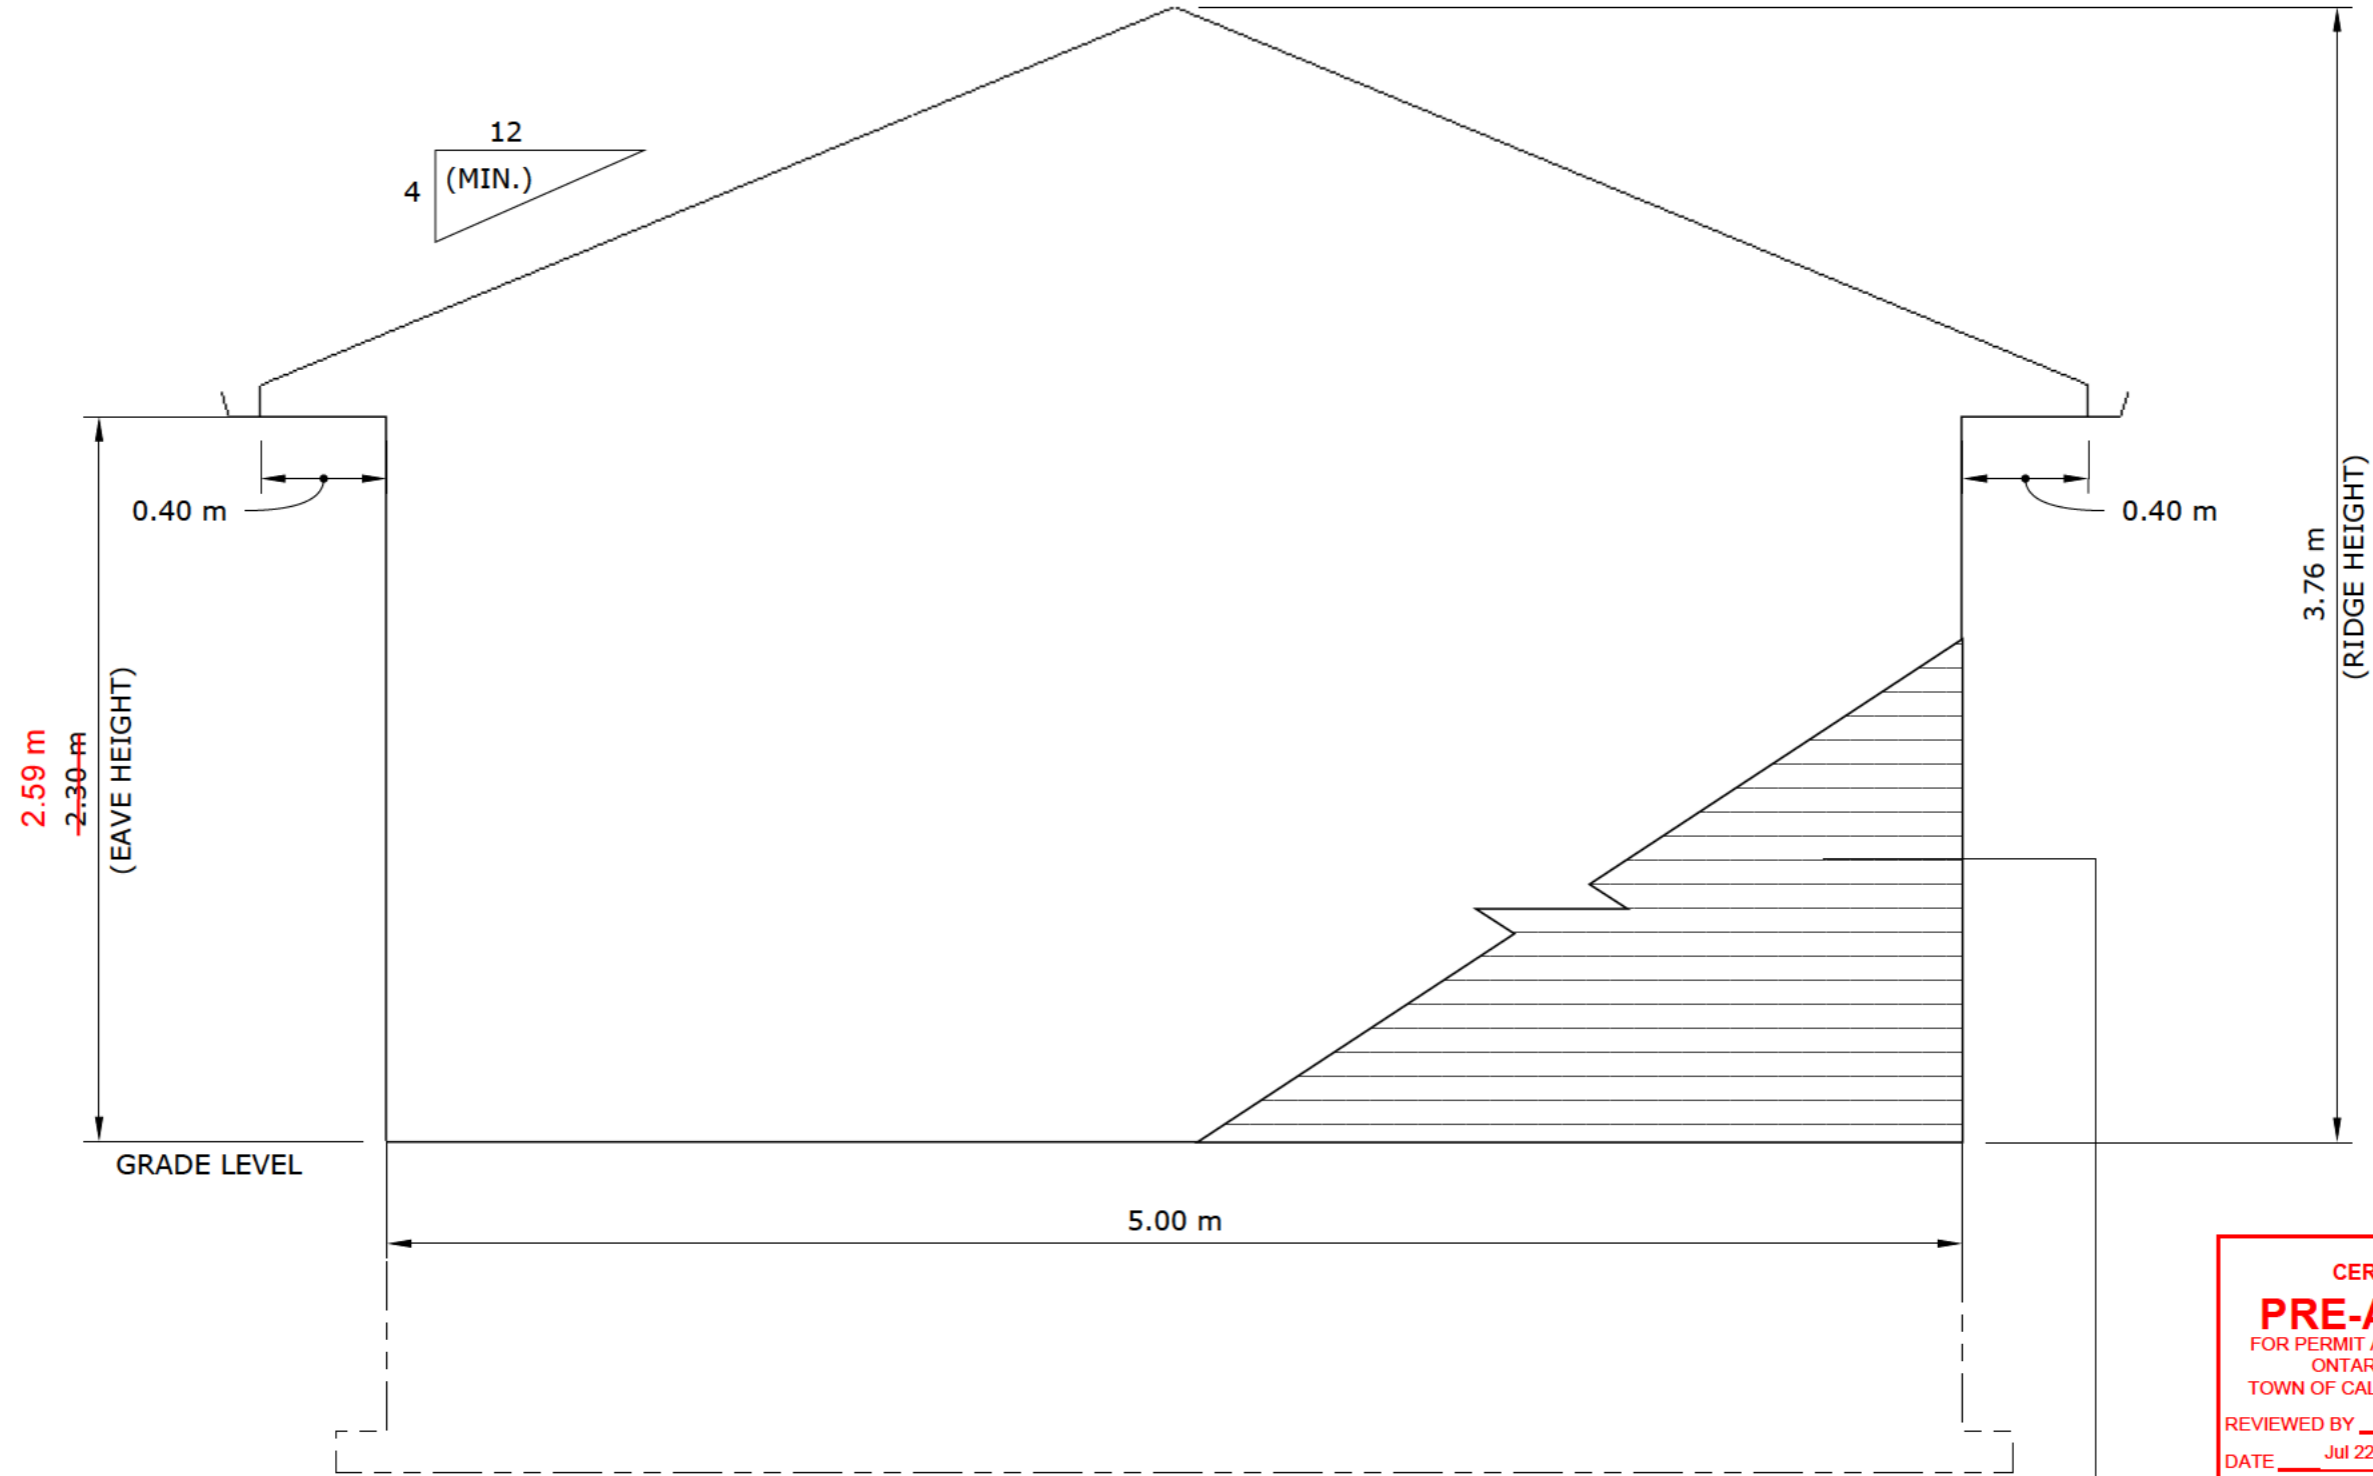 12
4
(MIN.)
0.40 m
0.40 m
3.76 m
(RIDGE HEIGHT)
2.59 m
2.30 m
(EAVE HEIGHT)
GRADE LEVEL
5.00 m
CER
PRE-A
FOR PERMIT A
ONTAR
TOWN OF CAL
REVIEWED BY
DATE Jul 22